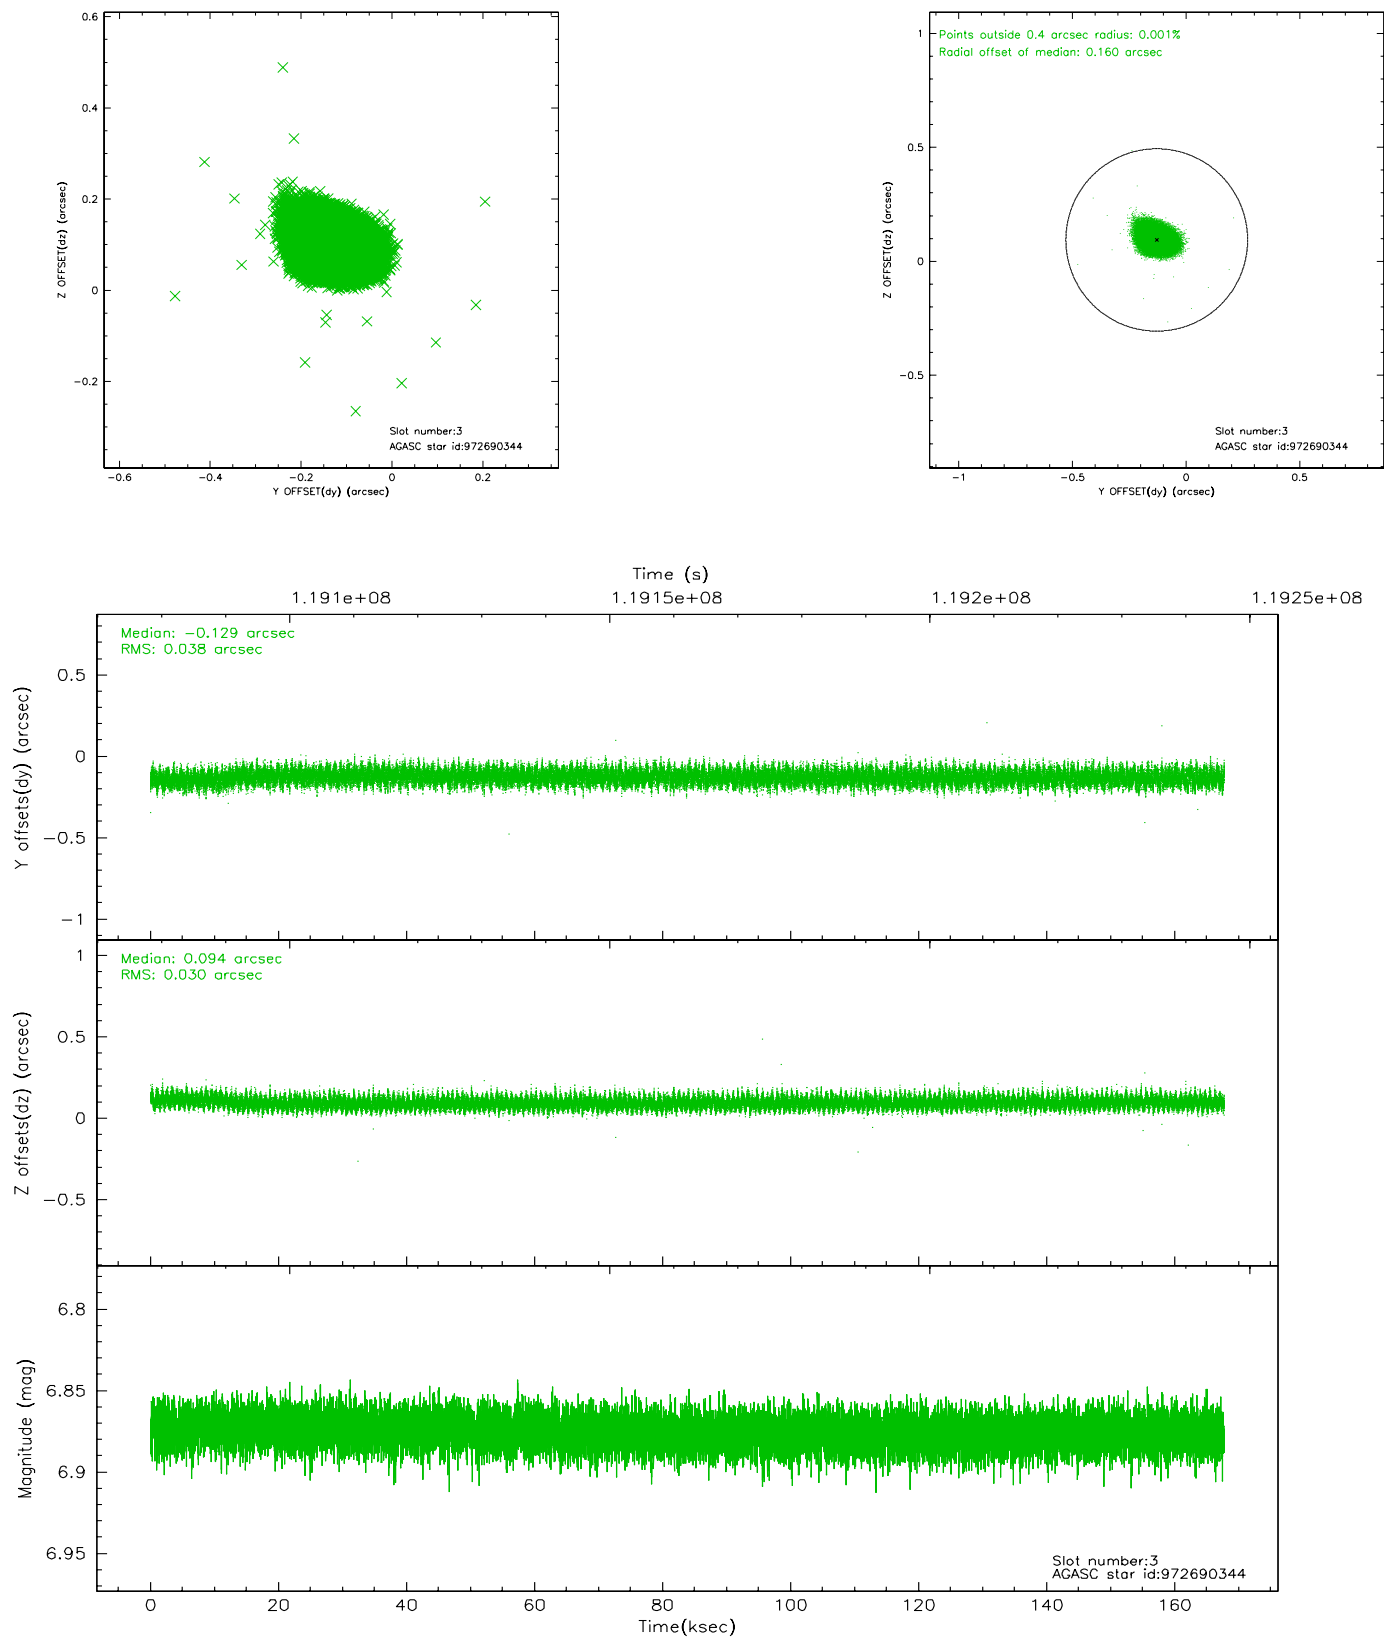 0.6
0.4
0.2
0
−0.2
Z OFFSET(dz) (arcsec)
−0.6
−0.4
−0.2
0
0.2
Y OFFSET(dy) (arcsec)
Slot number:3
AGASC star id:972690344
Points outside 0.4 arcsec radius: 0.001%
Radial offset of median: 0.160 arcsec
1
0.5
0
−0.5
Z OFFSET(dz) (arcsec)
−1
−0.5
0
0.5
Y OFFSET(dy) (arcsec)
Slot number:3
AGASC star id:972690344
Time (s)
1.191e+08
1.1915e+08
1.192e+08
1.1925e+08
Median: −0.129 arcsec
RMS: 0.038 arcsec
0.5
0
−0.5
−1
Y offsets(dy) (arcsec)
Median: 0.094 arcsec
RMS: 0.030 arcsec
1
0.5
0
−0.5
Z offsets(dz) (arcsec)
6.8
6.85
6.9
6.95
Magnitude (mag)
Slot number:3
AGASC star id:972690344
0
20
40
60
80
100
120
140
160
Time(ksec)